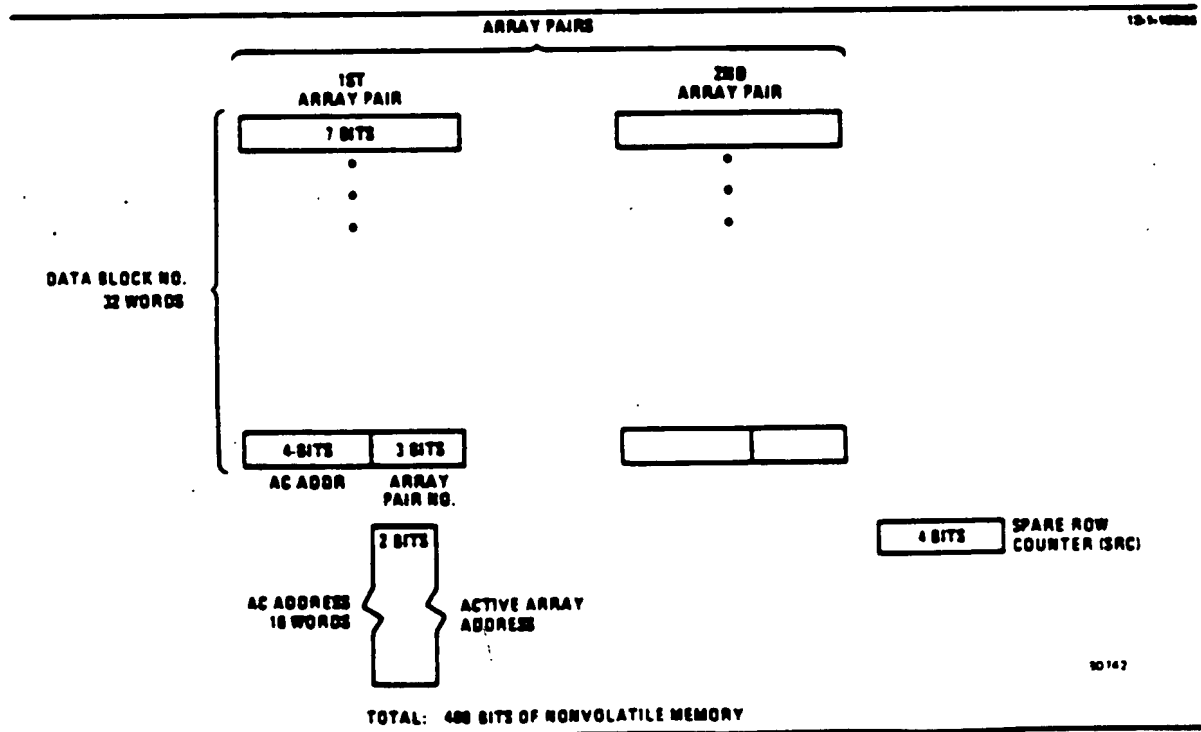 ARRAY PAIRS
1ST
ARRAY PAIR
2ND
ARRAY PAIR
7 BITS
DATA BLOCK NO.
32 WORDS
4-BITS
3 BITS
AC ADDR
ARRAY
PAIR NO.
2 BITS
4 BITS
SPARE ROW
COUNTER (SRC)
AC ADDRESS
16 WORDS
ACTIVE ARRAY
ADDRESS
TOTAL: BITS OF NONVOLATILE MEMORY